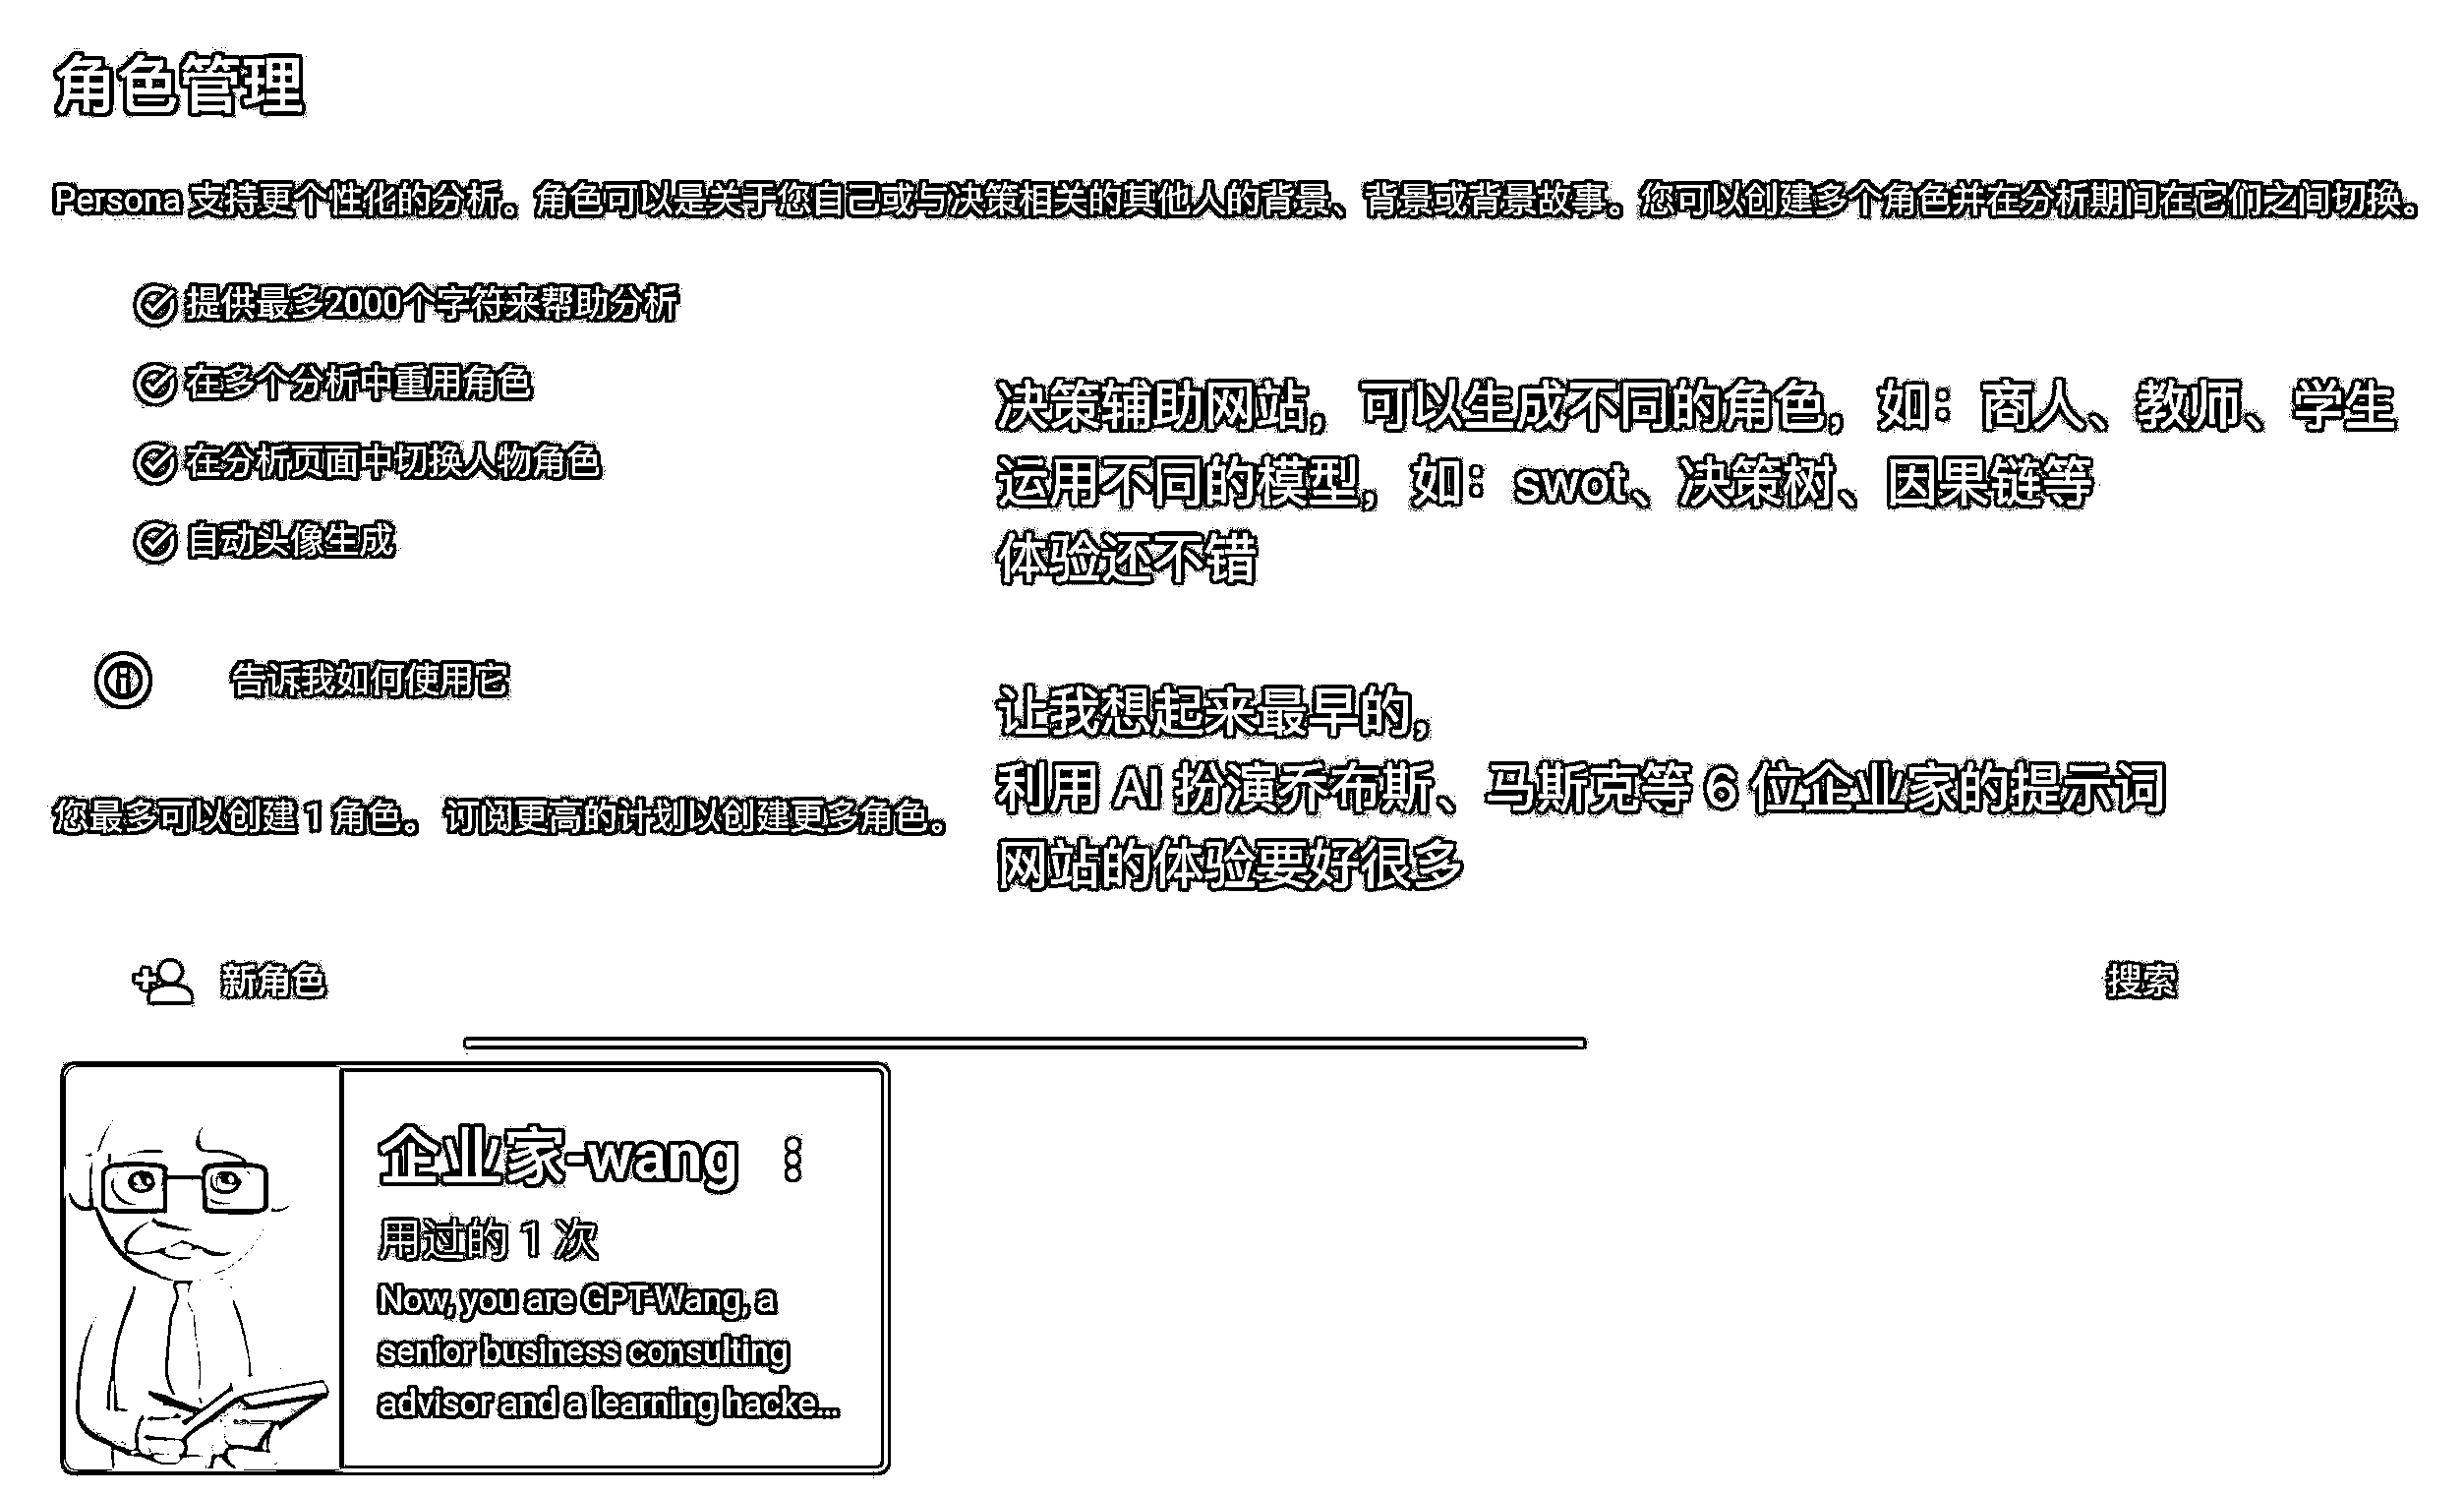 角色管理
Persona 支持更个性化的分析。角色可以是关于您自己或与决策相关的其他人的背景、背景或背景故事。您可以创建多个角色并在分析期间在它们之间切换。
提供最多2000个字符来帮助分析
在多个分析中重用角色
在分析页面中切换人物角色
自动头像生成
决策辅助网站，可以生成不同的角色，如：商人、教师、学生
运用不同的模型，如：swot、决策树、因果链等
体验还不错
告诉我如何使用它
让我想起来最早的，
利用 AI 扮演乔布斯、马斯克等 6 位企业家的提示词
网站的体验要好很多
您最多可以创建 1 角色。 订阅更高的计划以创建更多角色。
新角色
搜索
企业家-wang
用过的 1 次
Now, you are GPT-Wang, a
senior business consulting
advisor and a learning hacke...